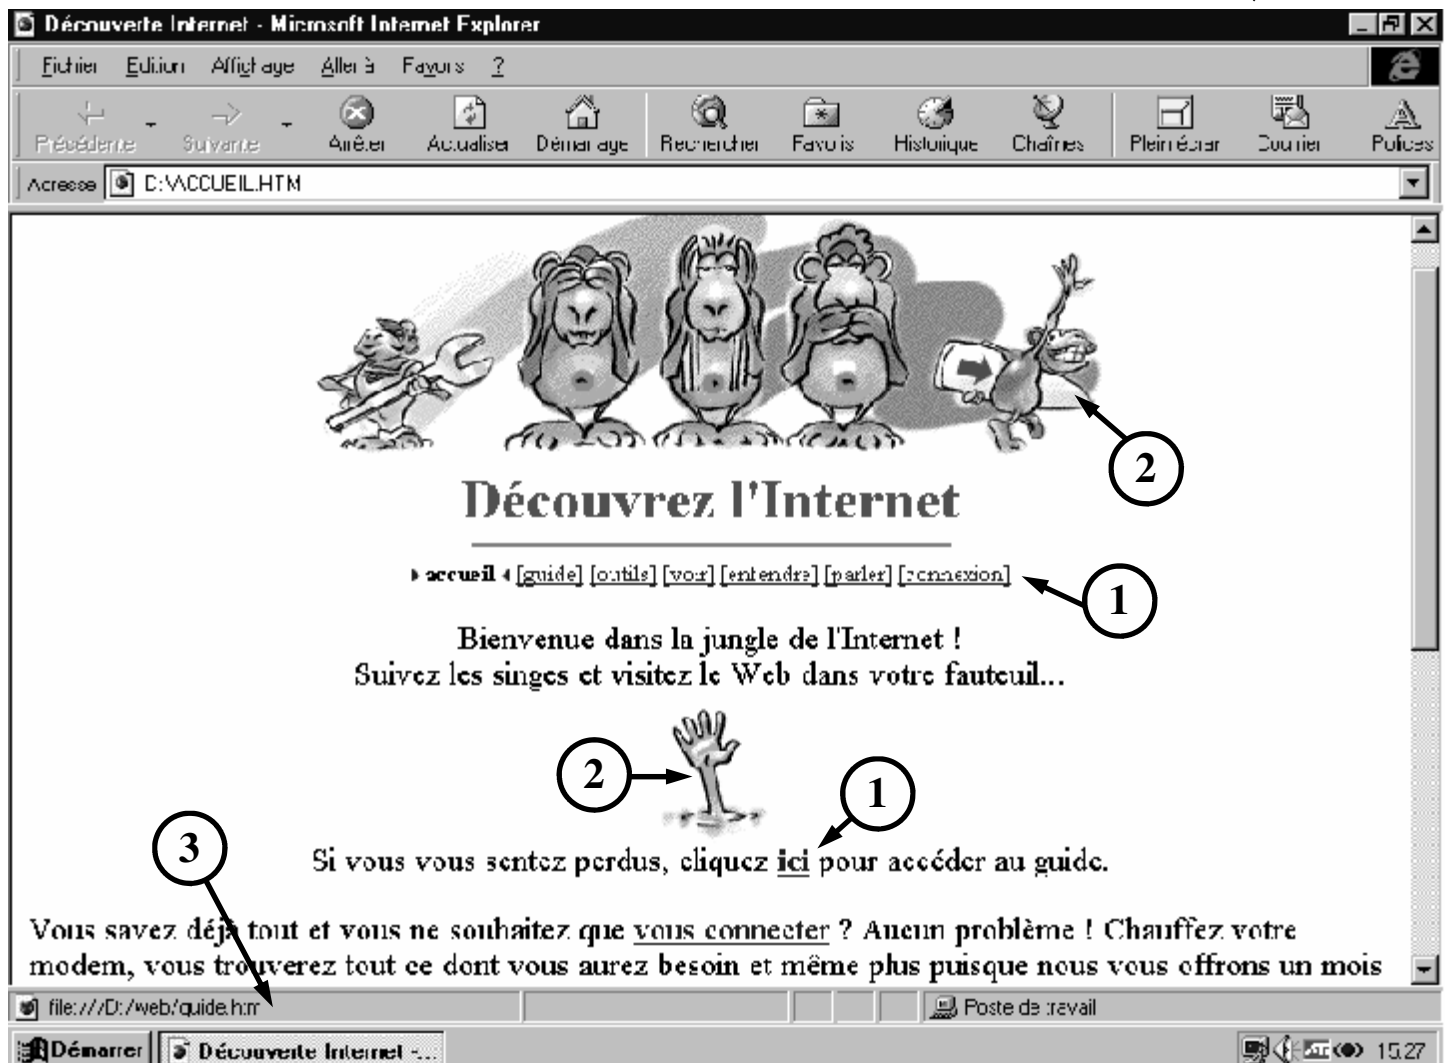 Découverte Internet - Microsoft Internet Explorer
Fichier Edition Affichage Aller à Favoris ?
Précédente Suivante Arrêter Actualiser Démarrage Rechercher Favoris Historique Chaînes Plein écran Courrier Polices
Adresse D:\ACCUEIL.HTM
2
Découvrez l'Internet
accueil [guide] [outils] [voir] [entendre] [parler] [connexion]
1
Bienvenue dans la jungle de l'Internet !
Suivez les singes et visitez le Web dans votre fauteuil...
2
1
3
Si vous vous sentez perdus, cliquez ici pour accéder au guide.
Vous savez déjà tout et vous ne souhaitez que vous connecter ? Aucun problème ! Chauffez votre
modem, vous trouverez tout ce dont vous aurez besoin et même plus puisque nous vous offrons un mois
file:///D:/web/guide.htm Poste de travail
Démarrer Découverte Internet -... 15:27